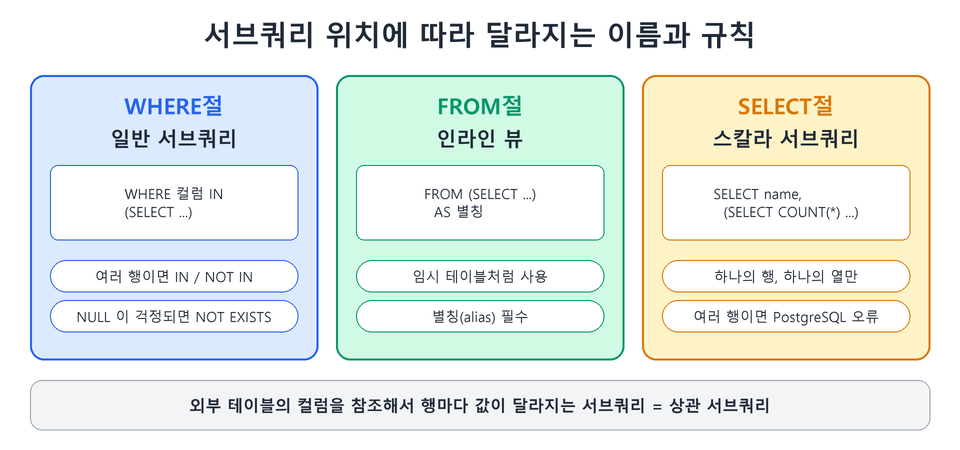 서브쿼리 위치에 따라 달라지는 이름과 규칙
WHERE절
일반 서브쿼리
WHERE 컬럼 IN
(SELECT ...)
여러 행이면 IN / NOT IN
NULL 이 걱정되면 NOT EXISTS
FROM절
인라인 뷰
FROM (SELECT ...)
AS 별칭
임시 테이블처럼 사용
별칭(alias) 필수
SELECT절
스칼라 서브쿼리
SELECT name,
(SELECT COUNT(*) ...)
하나의 행, 하나의 열만
여러 행이면 PostgreSQL 오류
외부 테이블의 컬럼을 참조해서 행마다 값이 달라지는 서브쿼리 = 상관 서브쿼리